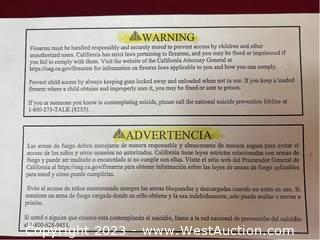 WARNING
Firearms must be handled responsibly and securely stored to prevent access by children and other
unauthorized users. California has strict laws pertaining to firearms, and you may be fined or imprisoned if
you fail to comply with them. Visit the website of the California Attorney General at
https://oag.ca.gov/firearms for information on firearm laws applicable to you and how you can comply.
Prevent child access by always keeping guns locked away and unloaded when not in use. If you keep a loaded
firearm where a child obtains and improperly uses it, you may be fined or sent to prison.
If you or someone you know is contemplating suicide, please call the national suicide prevention lifeline at
1-800-273-TALK (8255).
ADVERTENCIA
Las armas de fuego deben manejarse de manera responsable y almacenarse de manera segura para evitar el
acceso de los niños y otros usuarios no autorizados. California tiene leyes estrictas relacionadas con armas de
fuego y puede ser multado o encarcelado si no cumple con ellas. Visite el sitio web del Procurador General de
California at https://oag.ca.gov/firearms para obtener información sobre las leyes de armas de fuego aplicables
para usted y cómo puede cumplirlas.
Evite el acceso de niños manteniendo siempre las armas bloqueadas y descargadas cuando no estén en uso. Si
mantiene un arma de fuego cargada donde un niño obtiene y la usa indebidamente, solo puede multar o enviar a
prisión.
Si usted o alguien que conoce esta contemplando el suicidio, llame a la red nacional de prevención del suicidio
al 1-800-628-9454.
Copyright 2023 - WestAuction.com